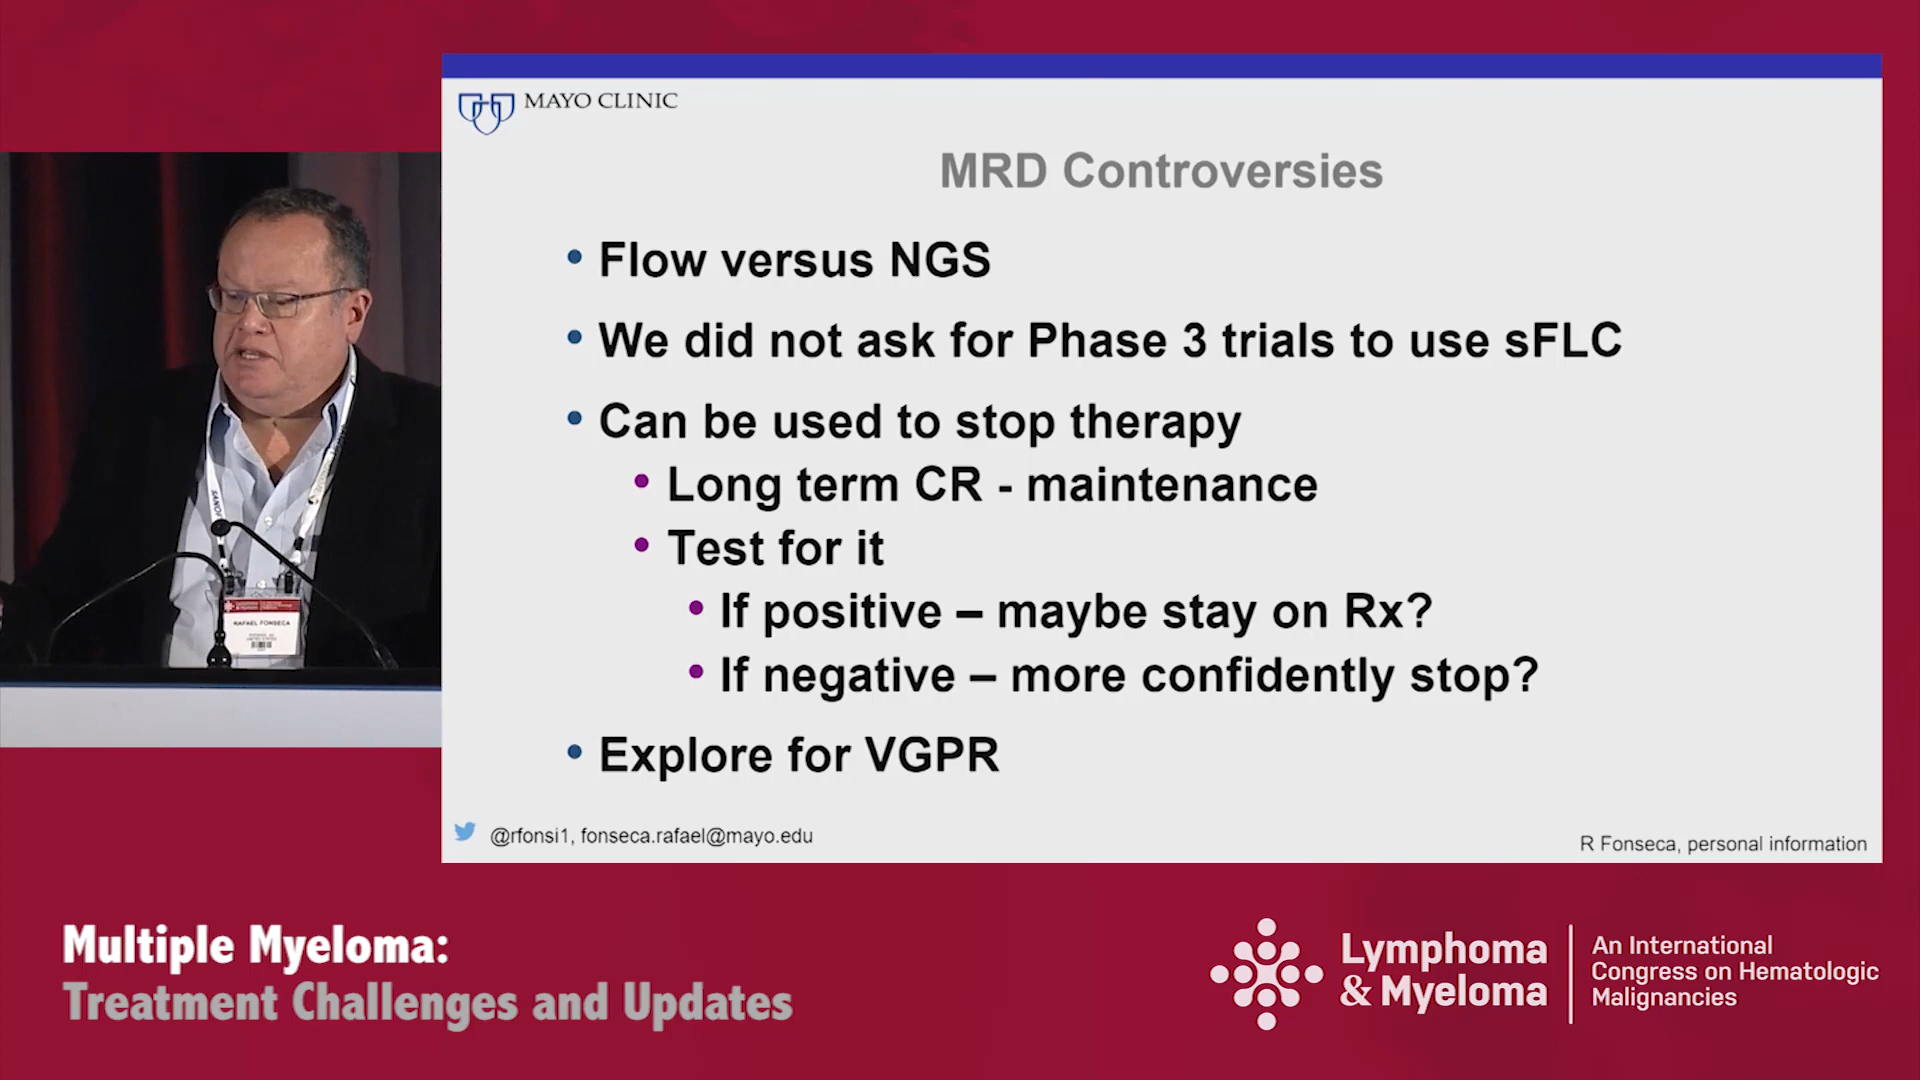 MAYO CLINIC
MRD Controversies
• Flow versus NGS
• We did not ask for Phase 3 trials to use sFLC
• Can be used to stop therapy
• Long term CR - maintenance
• Test for it
• If positive – maybe stay on Rx?
• If negative – more confidently stop?
• Explore for VGPR
@rfonsi1, fonseca.rafael@mayo.edu
R Fonseca, personal information
SANOFI
RAFAEL FONSECA
Multiple Myeloma:
Treatment Challenges and Updates
Lymphoma
& Myeloma
An International
Congress on Hematologic
Malignancies